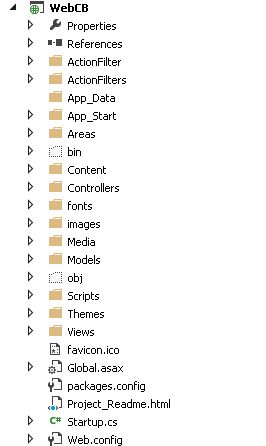 WebCB
Properties
References
ActionFilter
ActionFilters
App_Data
App_Start
Areas
bin
Content
Controllers
fonts
images
Media
Models
obj
Scripts
Themes
Views
favicon.ico
Global.asax
packages.config
Project_Readme.html
C# Startup.cs
Web.config